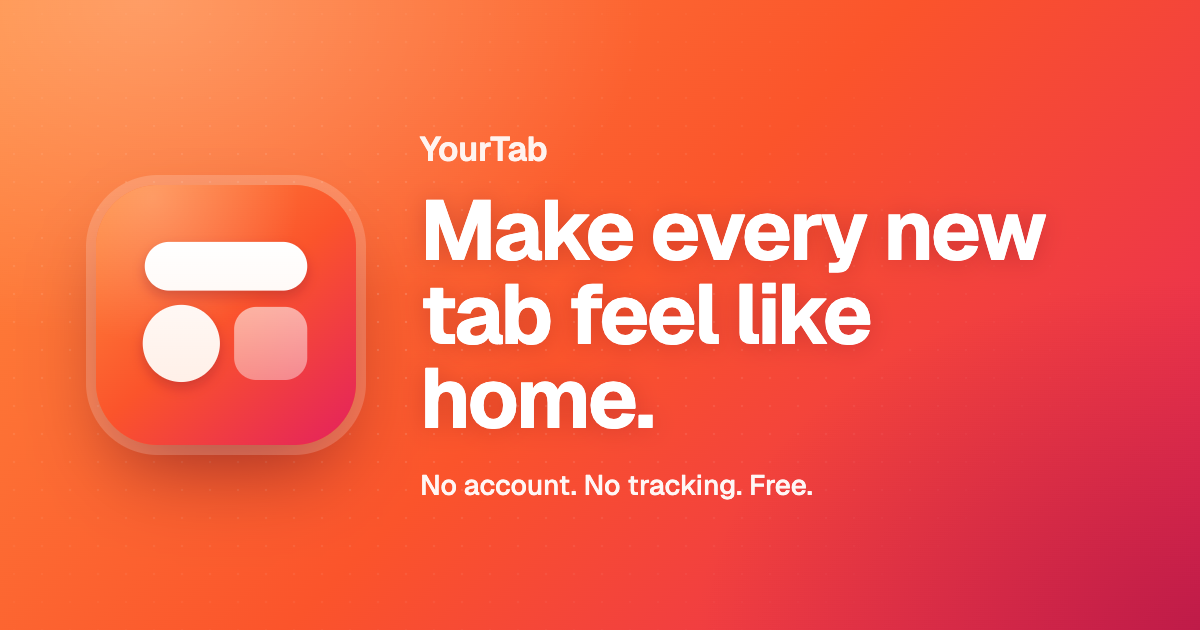 YourTab
Make every new
tab feel like
home.
No account. No tracking. Free.